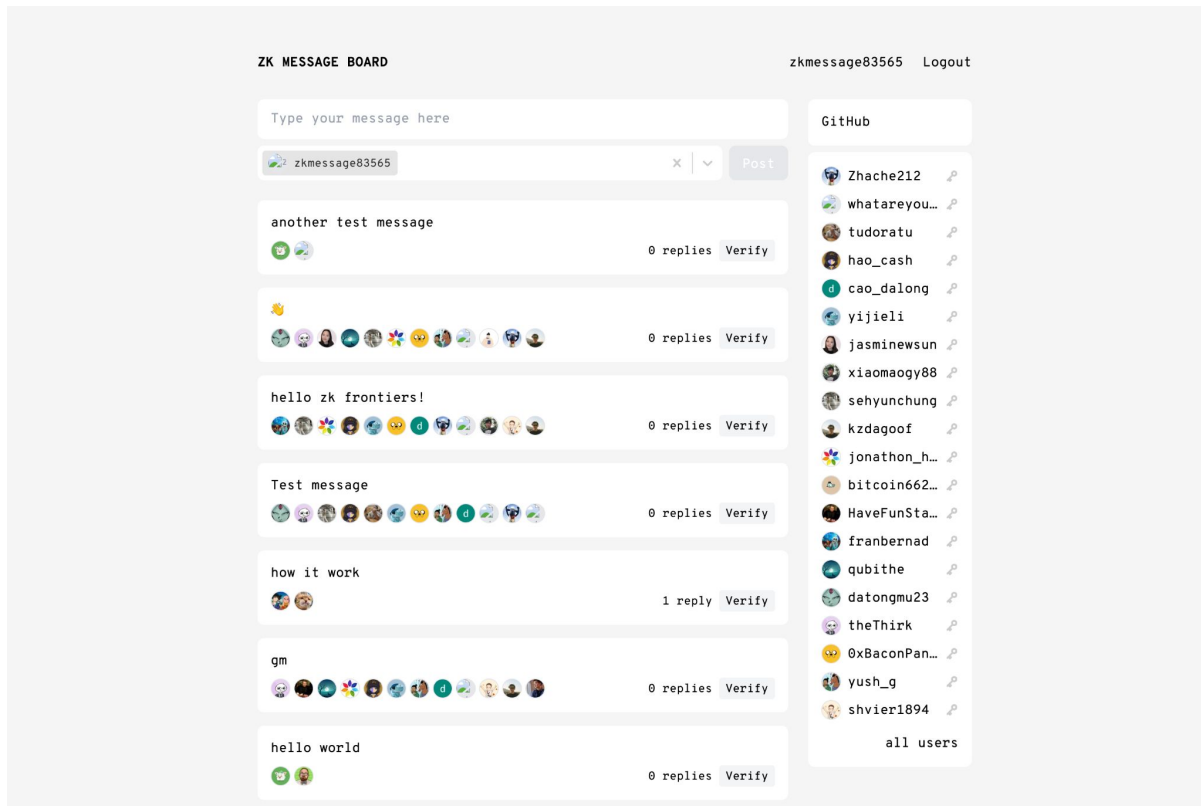 ZK MESSAGE BOARD
zkmessage83565 Logout
Type your message here
zkmessage83565
Post
another test message
0 replies Verify
👋
0 replies Verify
hello zk frontiers!
d
0 replies Verify
Test message
d
0 replies Verify
how it work
1 reply Verify
gm
d
0 replies Verify
hello world
0 replies Verify
GitHub
Zhache212
whatareyou…
tudoratu
hao_cash
d cao_dalong
yijieli
jasminewsun
xiaomaogy88
sehyunchung
kzdagoof
jonathon_h…
bitcoin662…
HaveFunSta…
franbernad
qubithe
datongmu23
theThirk
0xBaconPan…
yush_g
shvier1894
all users